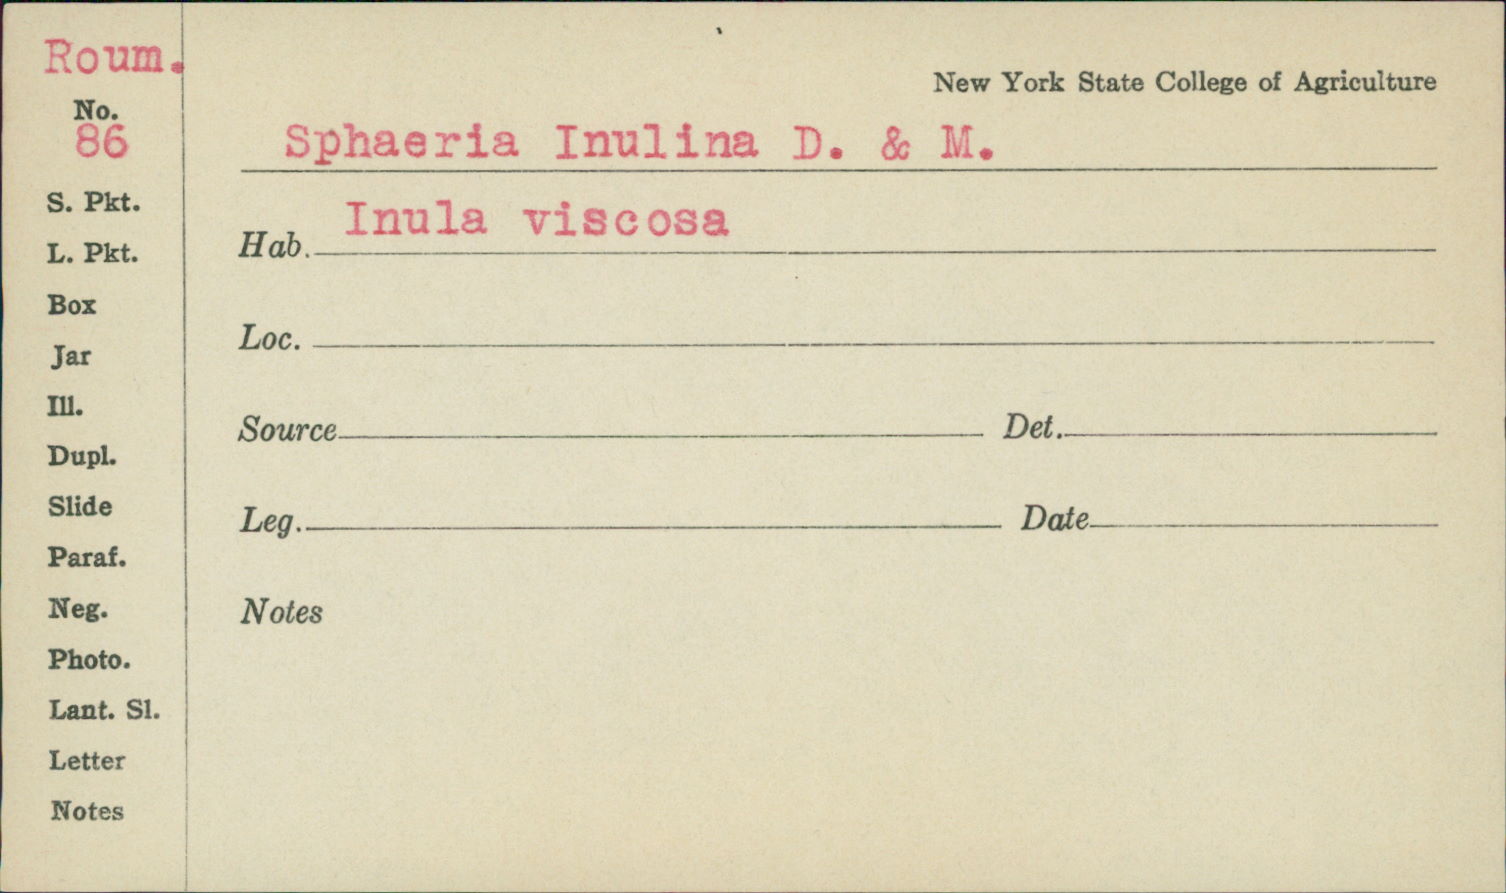 Roum.
No.
86
S. Pkt.
L. Pkt.
Box
Jar
Ill.
Dupl.
Slide
Paraf.
Neg.
Photo.
Lant. Sl.
Letter
Notes
New York State College of Agriculture
Sphaeria Inulina D. & M.
Hab. Inula viscosa
Loc.
Source Det.
Leg. Date
Notes